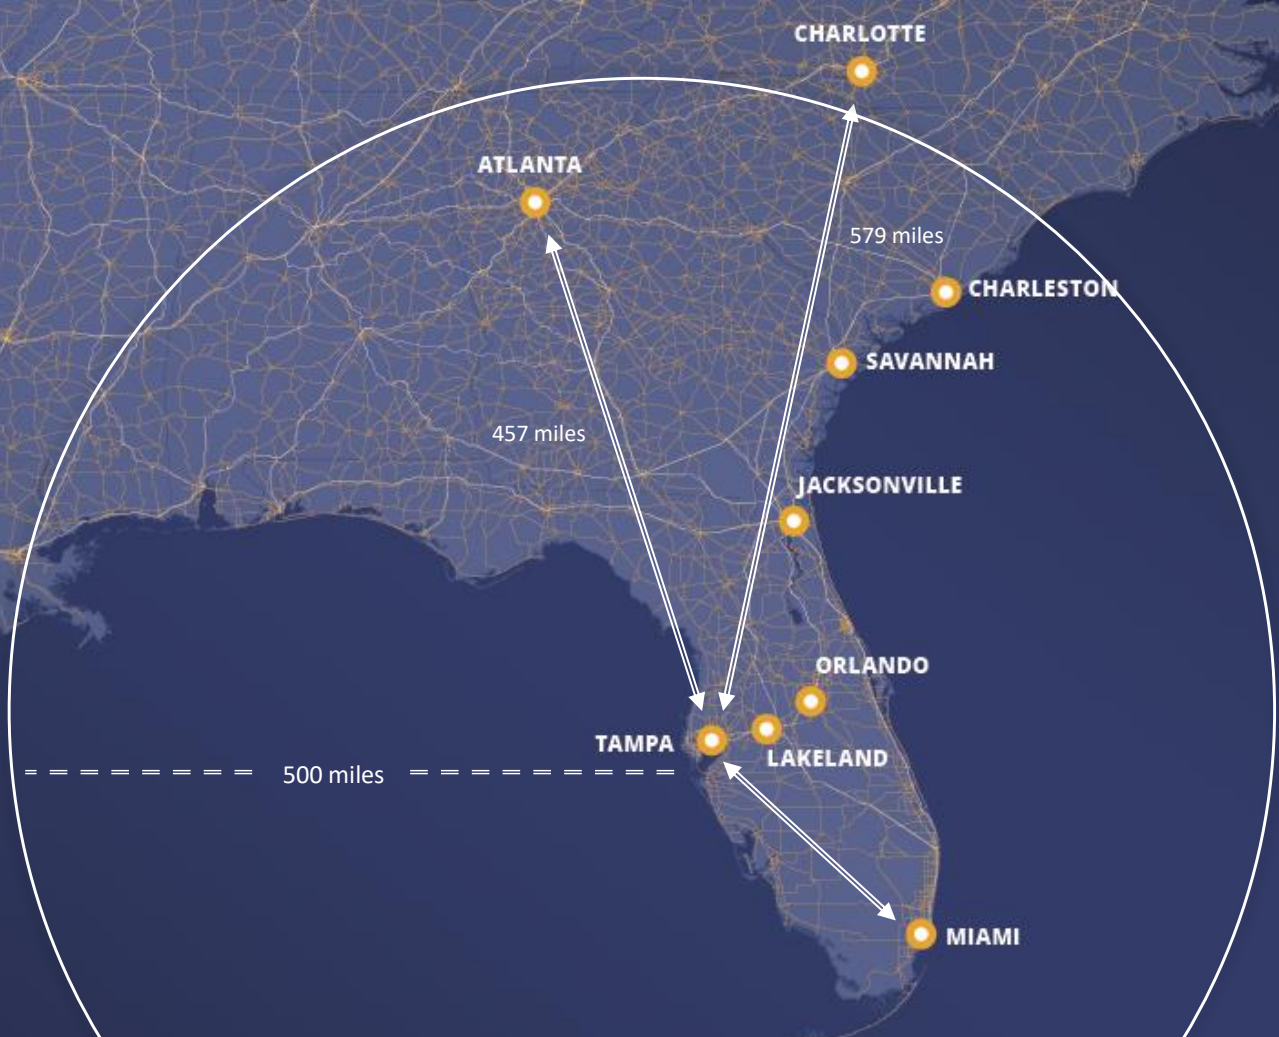 CHARLOTTE
ATLANTA
579 miles
CHARLESTON
SAVANNAH
457 miles
JACKSONVILLE
ORLANDO
TAMPA
LAKELAND
500 miles
MIAMI